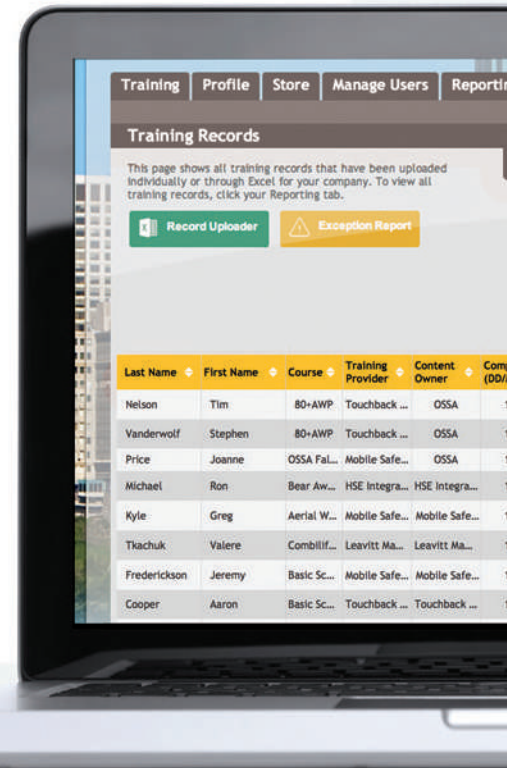 Training Profile Store Manage Users Reportin
Training Records
This page shows all training records that have been uploaded
individually or through Excel for your company. To view all
training records, click your Reporting tab.
Record Uploader Exception Report
Last Name First Name Course Training Provider Content Owner Comp (DD/
Nelson Tim 80+AWP Touchback ... OSSA
Vanderwolf Stephen 80+AWP Touchback ... OSSA
Price Joanne OSSA Fal... Mobile Safe... OSSA
Michael Ron Bear Aw... HSE Integra... HSE Integra...
Kyle Greg Aerial W... Mobile Safe... Mobile Safe...
Tkachuk Valere Combilif... Leavitt Ma... Leavitt Ma...
Frederickson Jeremy Basic Sc... Mobile Safe... Mobile Safe...
Cooper Aaron Basic Sc... Touchback ... Touchback ...